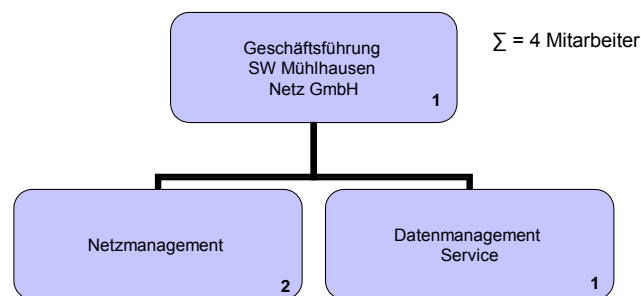 Geschäftsführung
SW Mühlhausen
Netz GmbH
1
∑ = 4 Mitarbeiter
Netzmanagement
2
Datenmanagement
Service
1